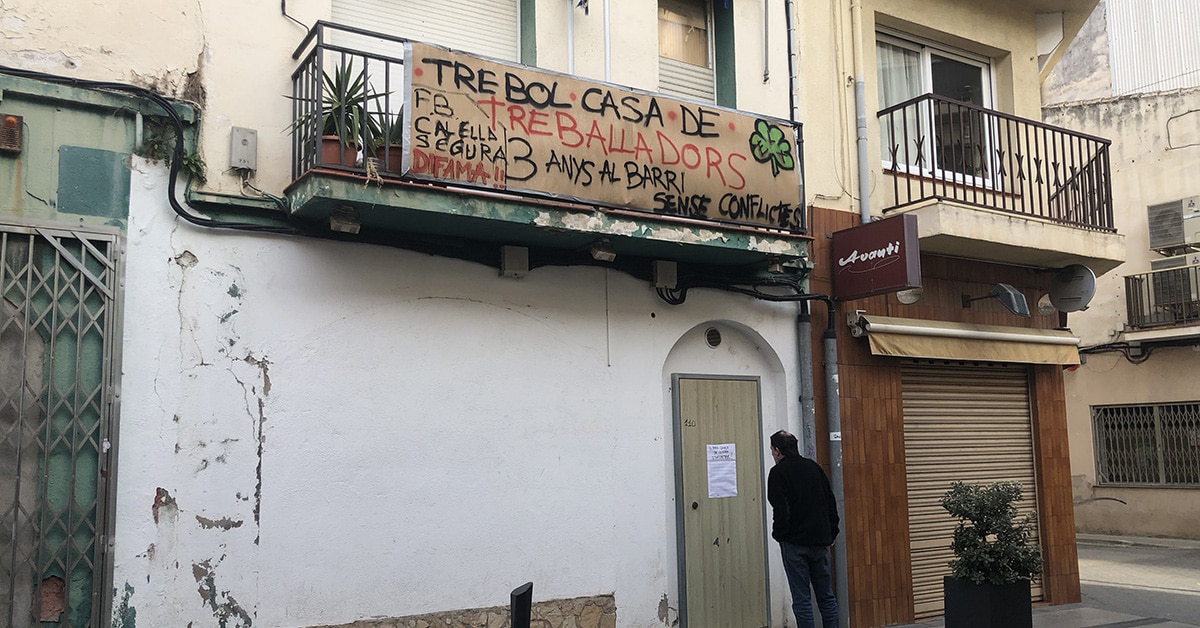 TREBOL·CASA DE
TREBALLADORS
3 ANYS AL BARRI
SENSE CONFLICTES
FB.
CALELLA
SEGURA
DIFAMA!!
Avanti